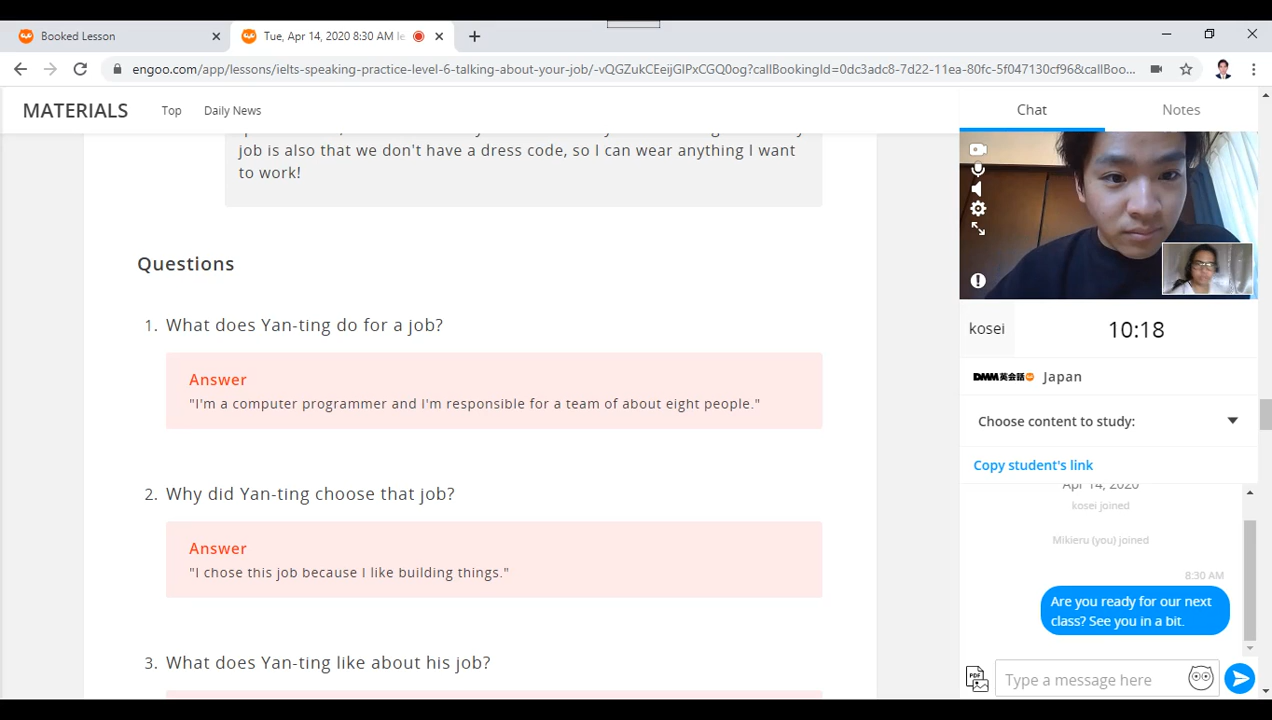 Booked Lesson
Tue, Apr 14, 2020 8:30 AM le
engoo.com/app/lessons/ielts-speaking-practice-level-6-talking-about-your-job/-vQGZukCEeijGlPxCGQ0og?callBookingId=0dc3adc8-7d22-11ea-80fc-5f047130cf96&callBoo...
MATERIALS
Top
Daily News
job is also that we don't have a dress code, so I can wear anything I want
to work!
Questions
1. What does Yan-ting do for a job?
Answer
"I'm a computer programmer and I'm responsible for a team of about eight people."
2. Why did Yan-ting choose that job?
Answer
"I chose this job because I like building things."
3. What does Yan-ting like about his job?
Chat
Notes
kosei
10:18
DMM英会話
Japan
Choose content to study:
Copy student's link
Apr 14, 2020
kosei joined
Mikieru (you) joined
8:30 AM
Are you ready for our next
class? See you in a bit.
PDF
Type a message here